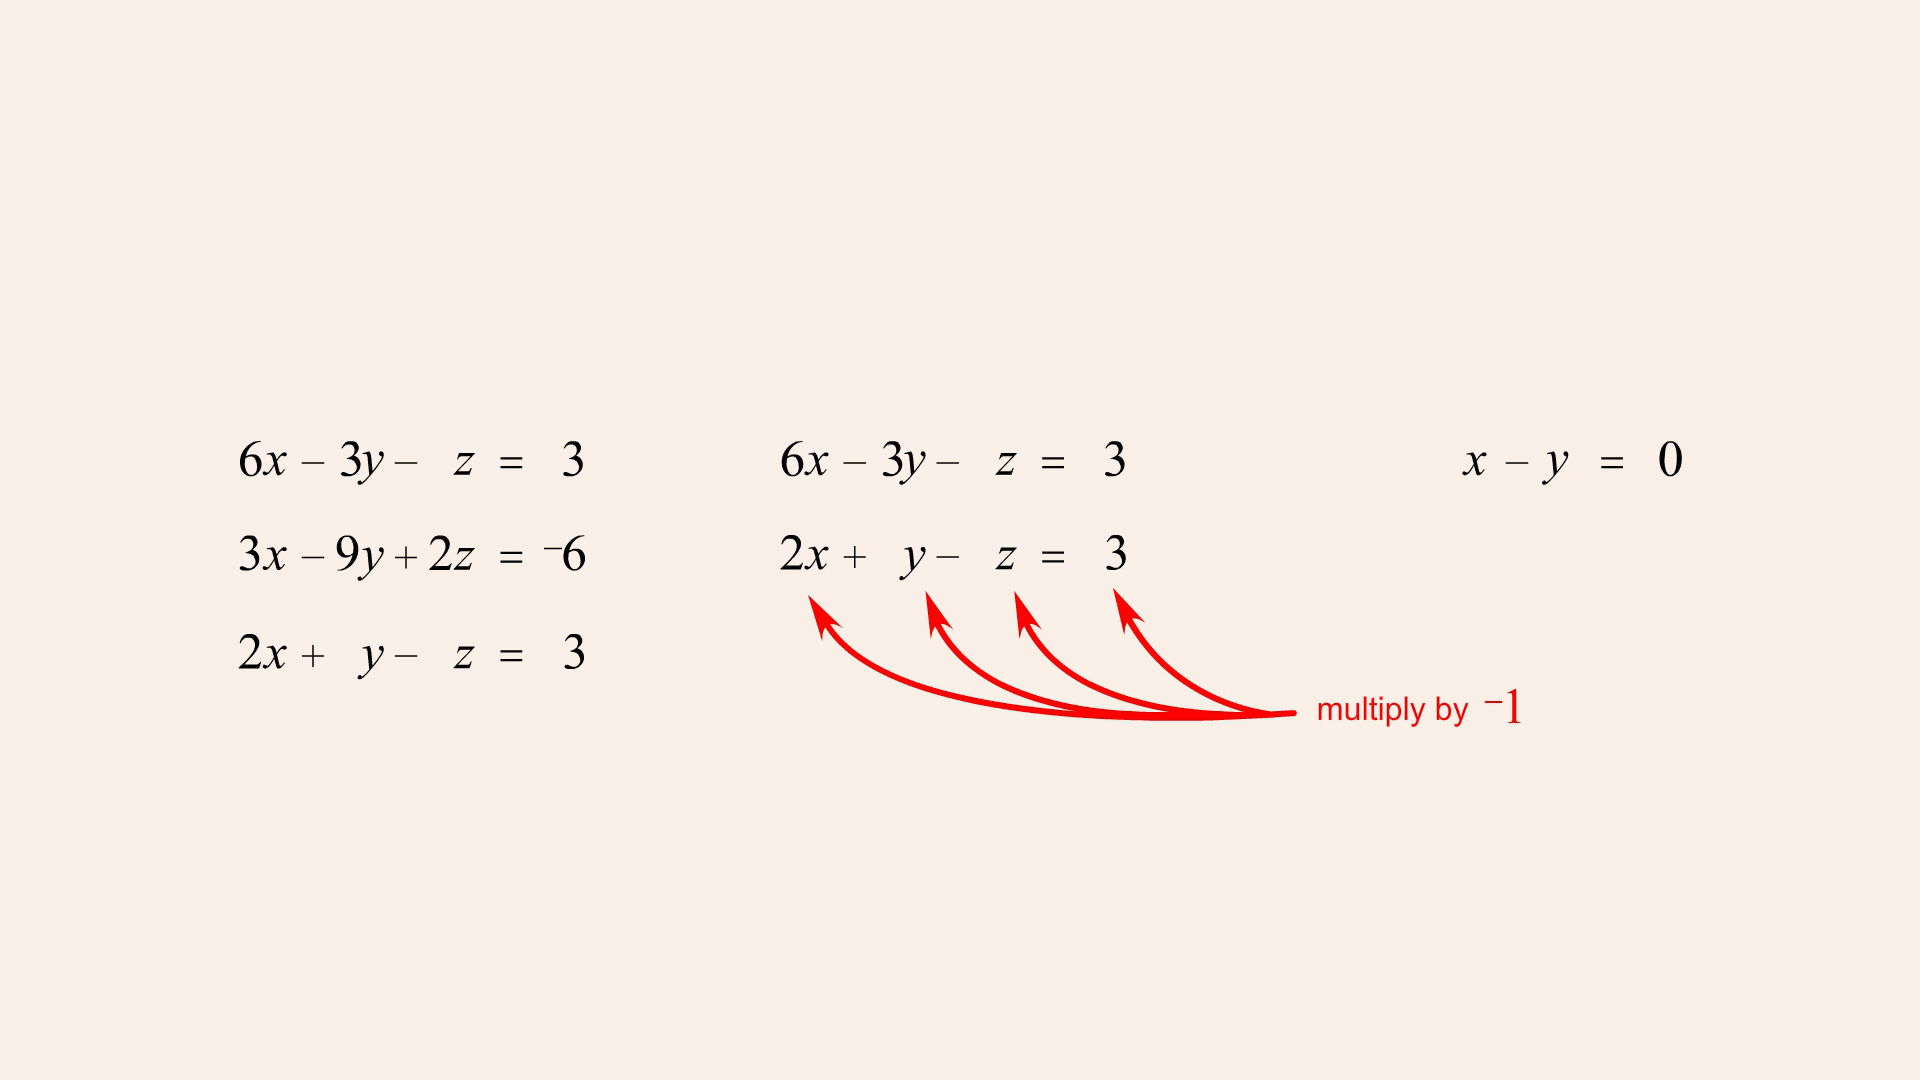 6x − 3y − z = 3
3x − 9y + 2z = ⁻6
2x + y − z = 3
6x − 3y − z = 3
2x + y − z = 3
multiply by ⁻1
x − y = 0